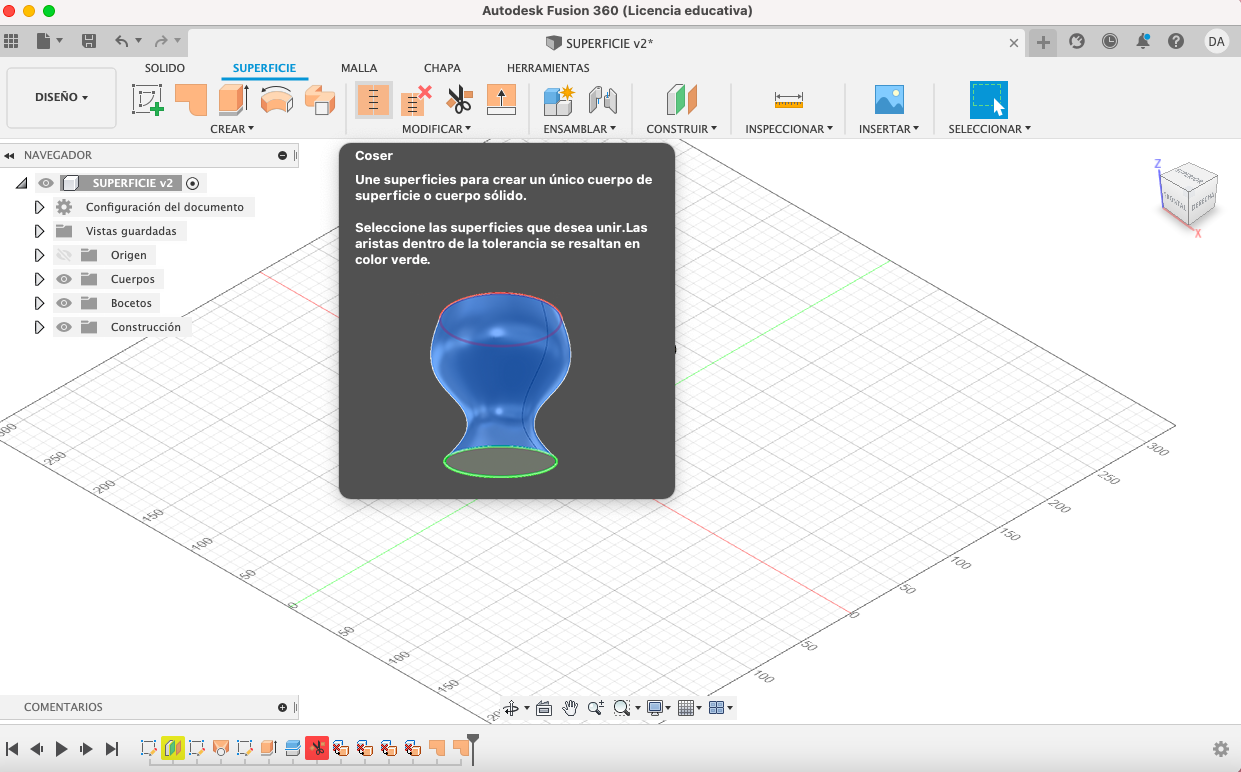 Autodesk Fusion 360 (Licencia educativa)
SUPERFICIE v2*
DA
SOLIDO
SUPERFICIE
MALLA
CHAPA
HERRAMIENTAS
DISEÑO
CREAR
MODIFICAR
ENSAMBLAR
CONSTRUIR
INSPECCIONAR
INSERTAR
SELECCIONAR
NAVEGADOR
SUPERFICIE v2
Configuración del documento
Vistas guardadas
Origen
Cuerpos
Bocetos
Construcción
Coser
Une superficies para crear un único cuerpo de
superficie o cuerpo sólido.
Seleccione las superficies que desea unir.Las
aristas dentro de la tolerancia se resaltan en
color verde.
Z
SUPERIOR
FRONTAL
DERECHA
X
250
200
150
100
50
0
50
100
150
300
250
200
150
100
50
0
50
100
COMENTARIOS